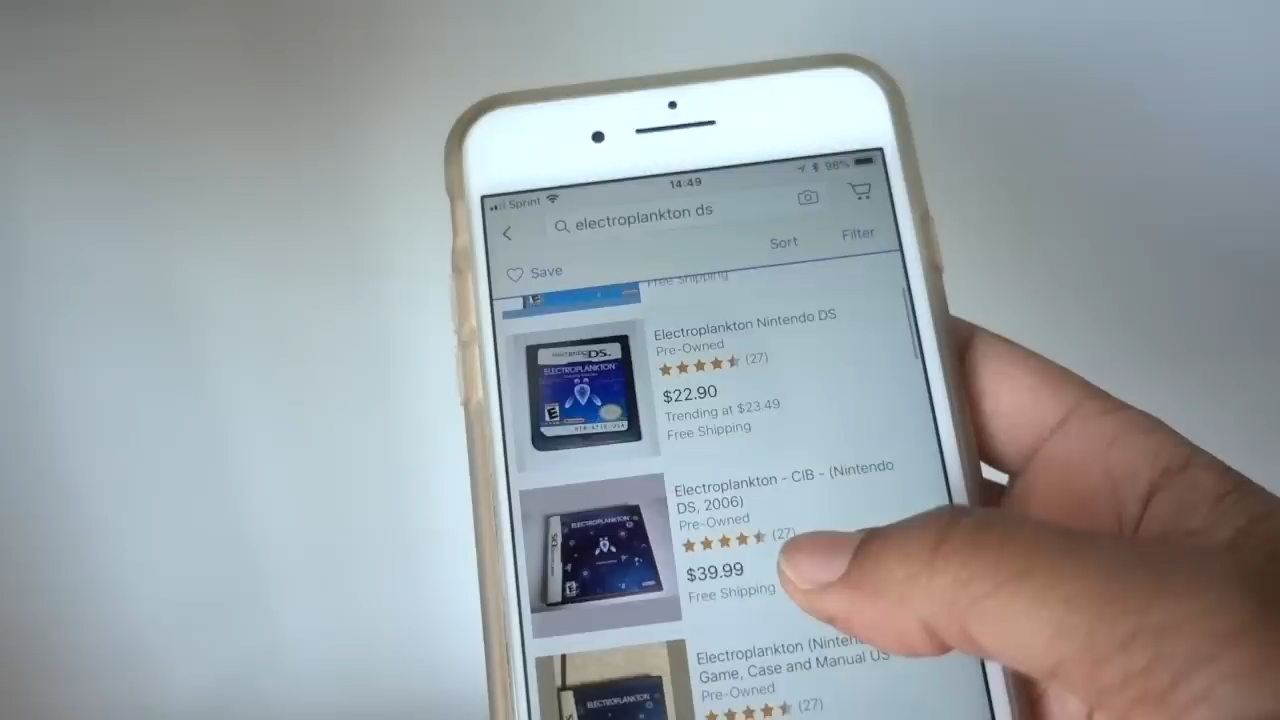 Sprint
14:49
98%
electroplankton ds
Sort
Filter
Save
Free Shipping
Electroplankton Nintendo DS
Pre-Owned
(27)
$22.90
Trending at $23.49
Free Shipping
NINTENDO DS
ELECTROPLANKTON
E
Electroplankton - CIB - (Nintendo
DS, 2006)
Pre-Owned
(27)
$39.99
Free Shipping
ELECTROPLANKTON
DS
Electroplankton
Game, Case and Manual US
Pre-Owned
(27)
ELECTROPLANKTON